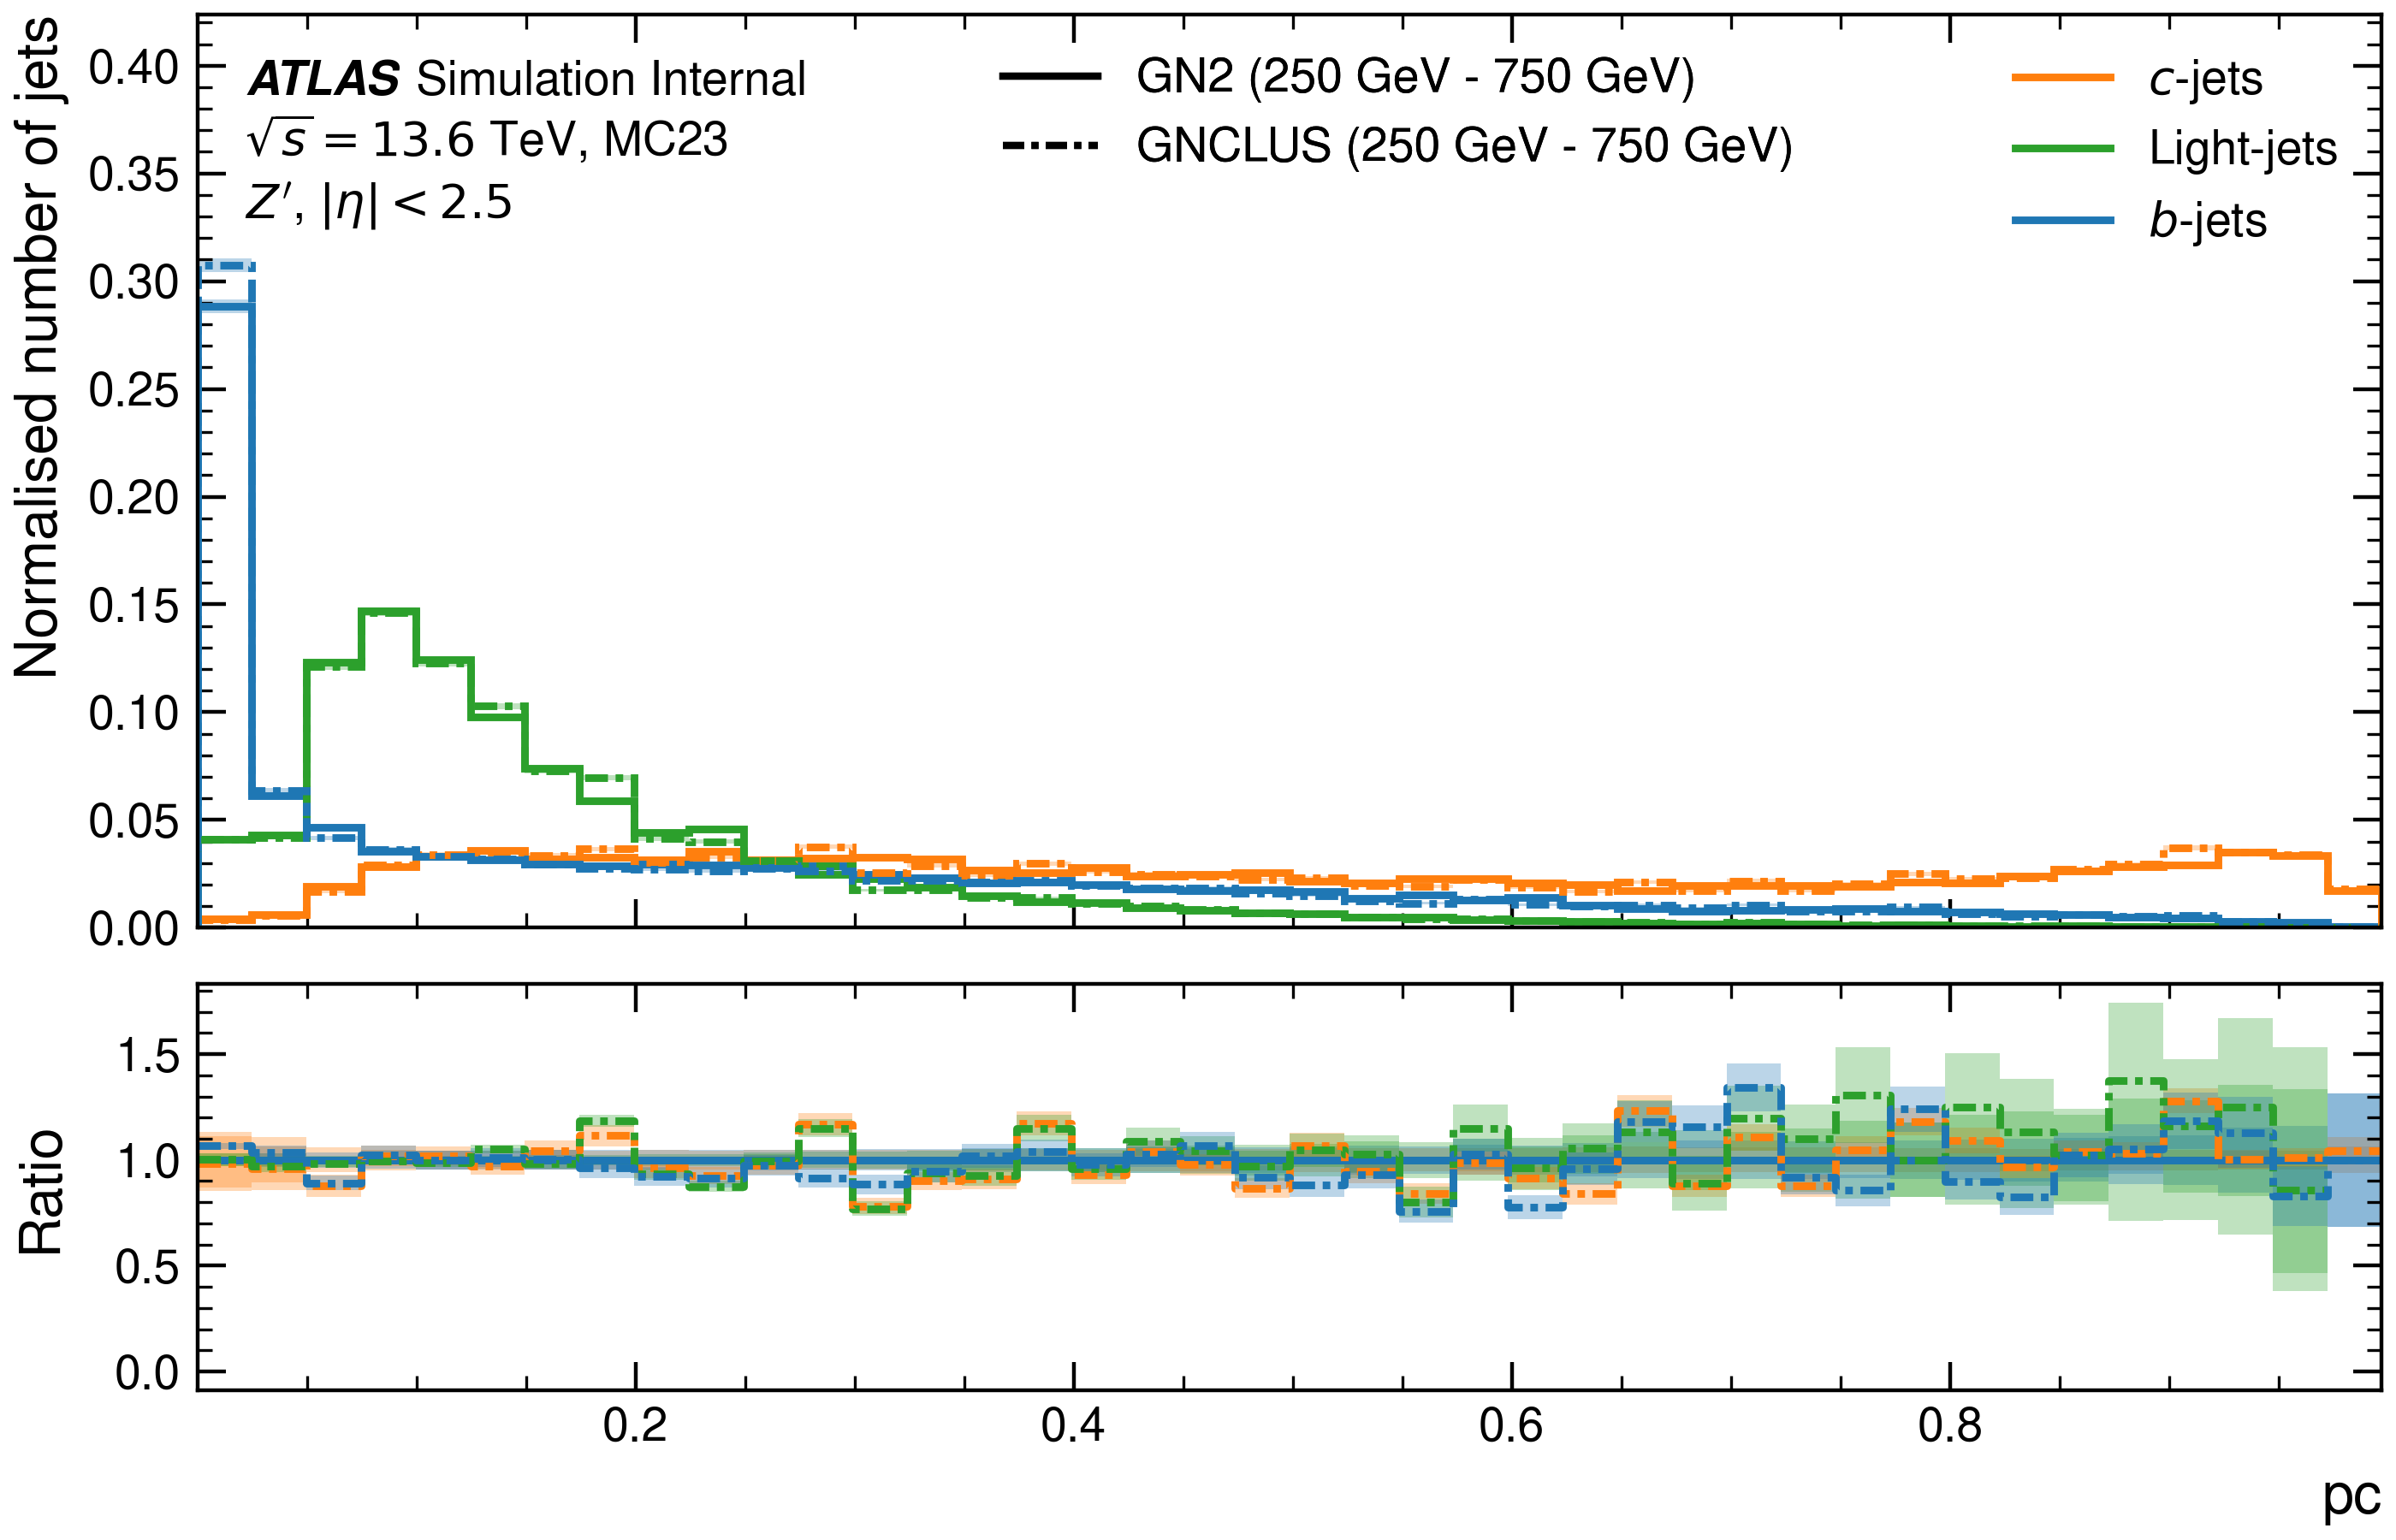 Normalised number of jets
0.40
0.35
0.30
0.25
0.20
0.15
0.10
0.05
0.00
ATLAS Simulation Internal
√s = 13.6 TeV, MC23
Z′, |η| < 2.5
GN2 (250 GeV - 750 GeV)
GNCLUS (250 GeV - 750 GeV)
c-jets
Light-jets
b-jets
Ratio
1.5
1.0
0.5
0.0
0.2 0.4 0.6 0.8
pc